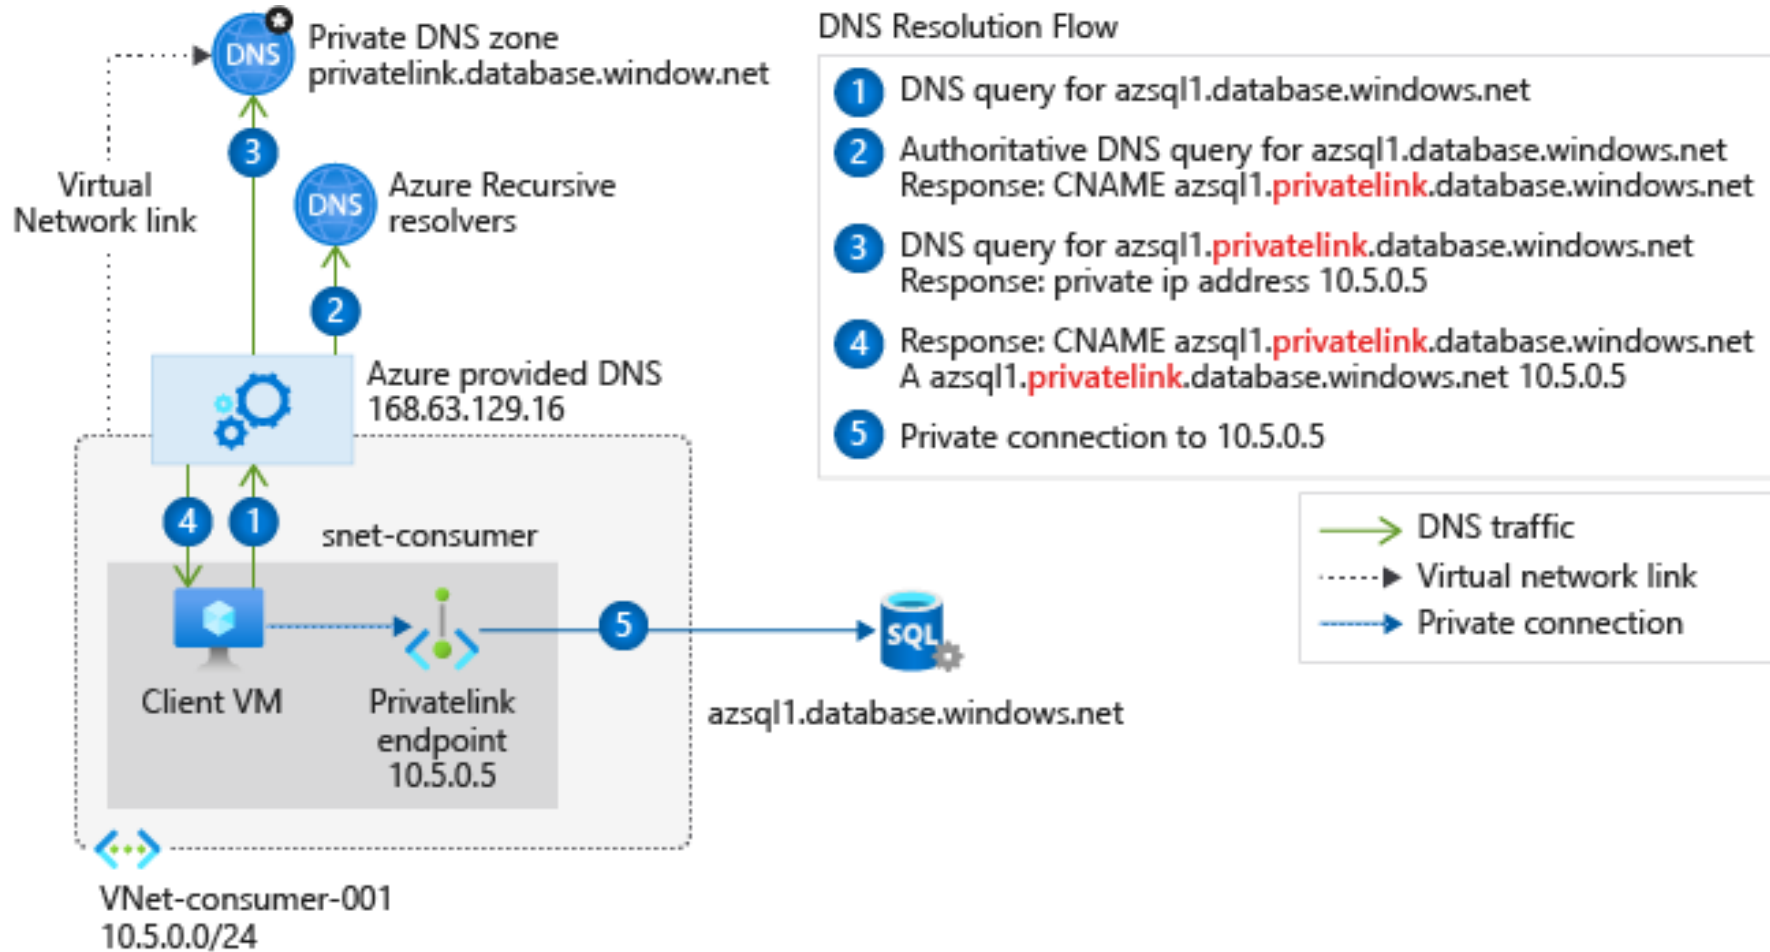 DNS
Private DNS zone
privatelink.database.window.net
3
Virtual
Network link
DNS
Azure Recursive
resolvers
2
Azure provided DNS
168.63.129.16
4
1
snet-consumer
Client VM
Privatelink
endpoint
10.5.0.5
5
SQL
azsql1.database.windows.net
VNet-consumer-001
10.5.0.0/24
DNS Resolution Flow
1 DNS query for azsql1.database.windows.net
2 Authoritative DNS query for azsql1.database.windows.net
Response: CNAME azsql1.privatelink.database.windows.net
3 DNS query for azsql1.privatelink.database.windows.net
Response: private ip address 10.5.0.5
4 Response: CNAME azsql1.privatelink.database.windows.net
A azsql1.privatelink.database.windows.net 10.5.0.5
5 Private connection to 10.5.0.5
DNS traffic
Virtual network link
Private connection